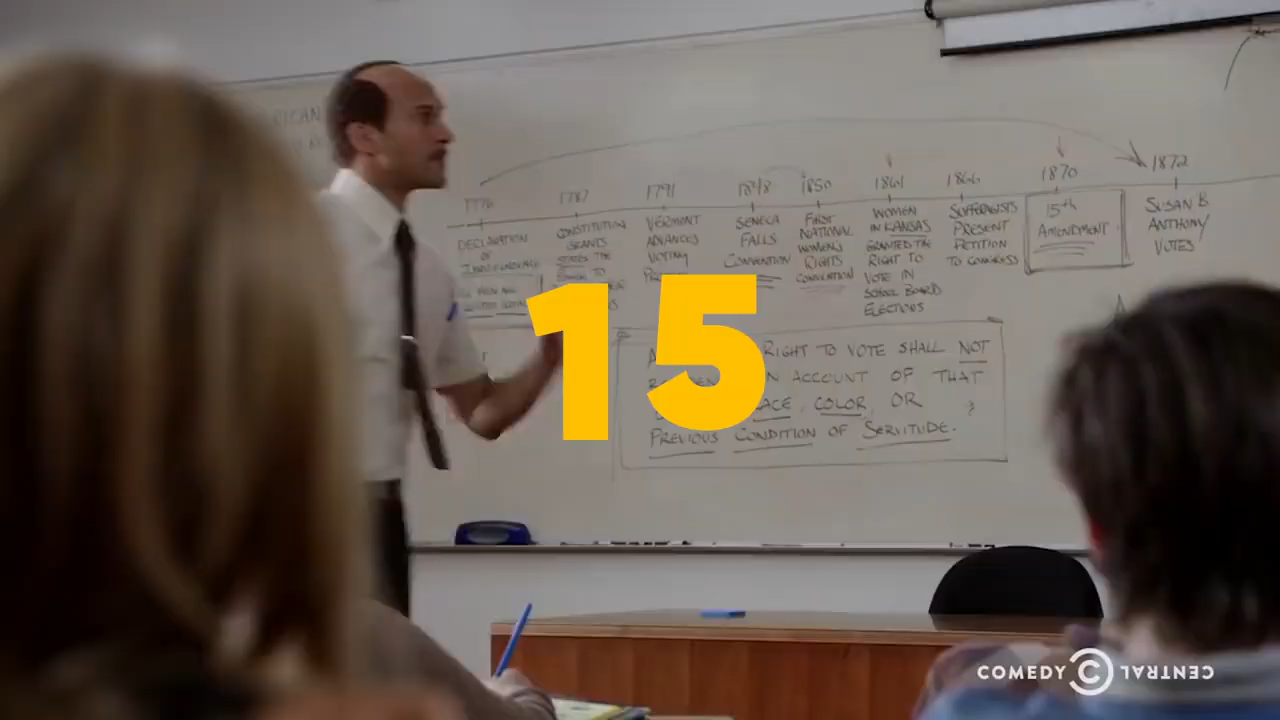 RICAN
1776
1787
1791
1848
1850
1861
1866
1870
1872
DECLARATION
OF
CONSTITUTION
GRANTS
STATES THE
TO
VERMONT
ADVANCES
VOTING
SENECA
FALLS
CONVENTION
FIRST
NATIONAL
WOMEN'S
RIGHTS
CONVENTION
WOMEN
IN KANSAS
GRANTED THE
RIGHT TO
VOTE IN
SCHOOL BOARD
ELECTIONS
SUFFRAGISTS
PRESENT
PETITION
TO CONGRESS
15th
AMENDMENT
SUSAN B.
ANTHONY
VOTES
15
RIGHT TO VOTE SHALL NOT
ACCOUNT OF THAT
COLOR, OR
PREVIOUS CONDITION OF SERVITUDE.
COMEDY CENTRAL